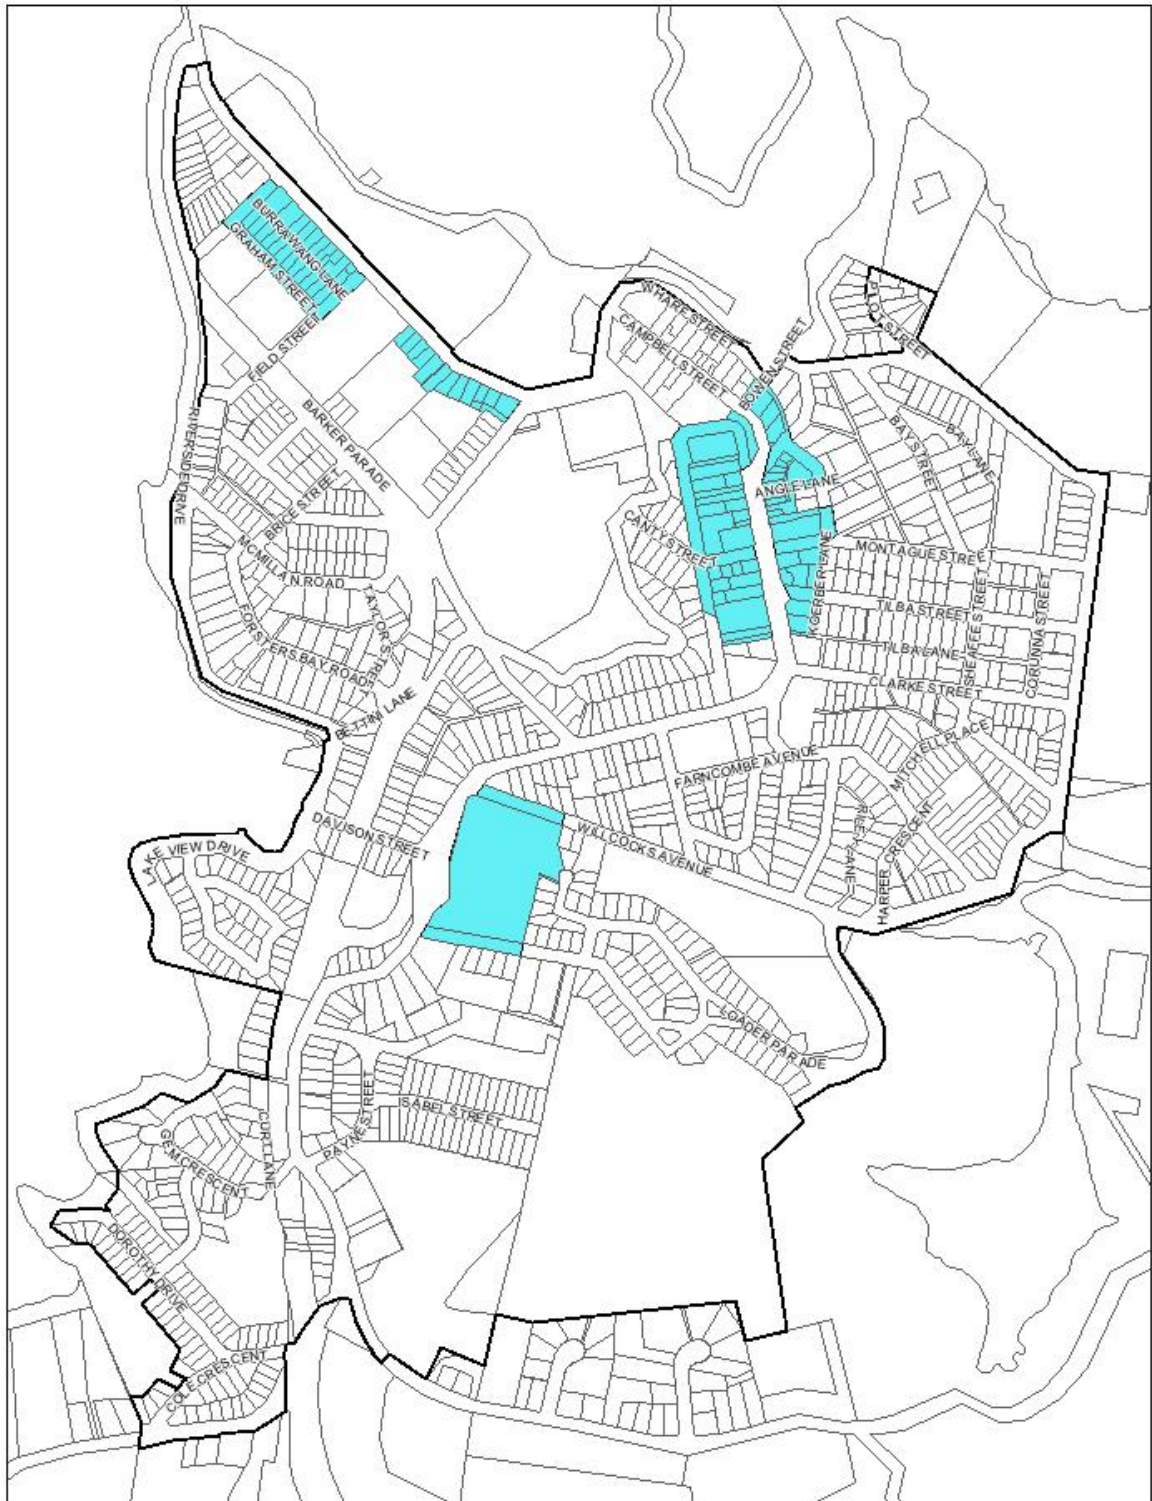 BURRAWANG LANE
GRAHAM STREET
FIELD STREET
RIVERSIDE DRIVE
BARKER PARADE
BRICE STREET
MCMILLAN ROAD
TAYLOR STREET
FORSTERS BAY ROAD
BETTINI LANE
WHARF STREET
CAMPBELL STREET
BOWEN STREET
PILOT STREET
BAY STREET
BAY LANE
ANGLE LANE
CANTY STREET
KOERBER LANE
MONTAGUE STREET
TILBA STREET
TILBA LANE
SHEAFFE STREET
CORUNNA STREET
CLARKE STREET
MITCHELL PLACE
FARNCOMBE AVENUE
RILEY LANE
HARPER CRESCENT
DAVISON STREET
WILLCOCKS AVENUE
LAKE VIEW DRIVE
LOADER PARADE
ISABEL STREET
PAYNE STREET
CURT LANE
GEM CRESCENT
DOROTHY DRIVE
COLE CRESCENT